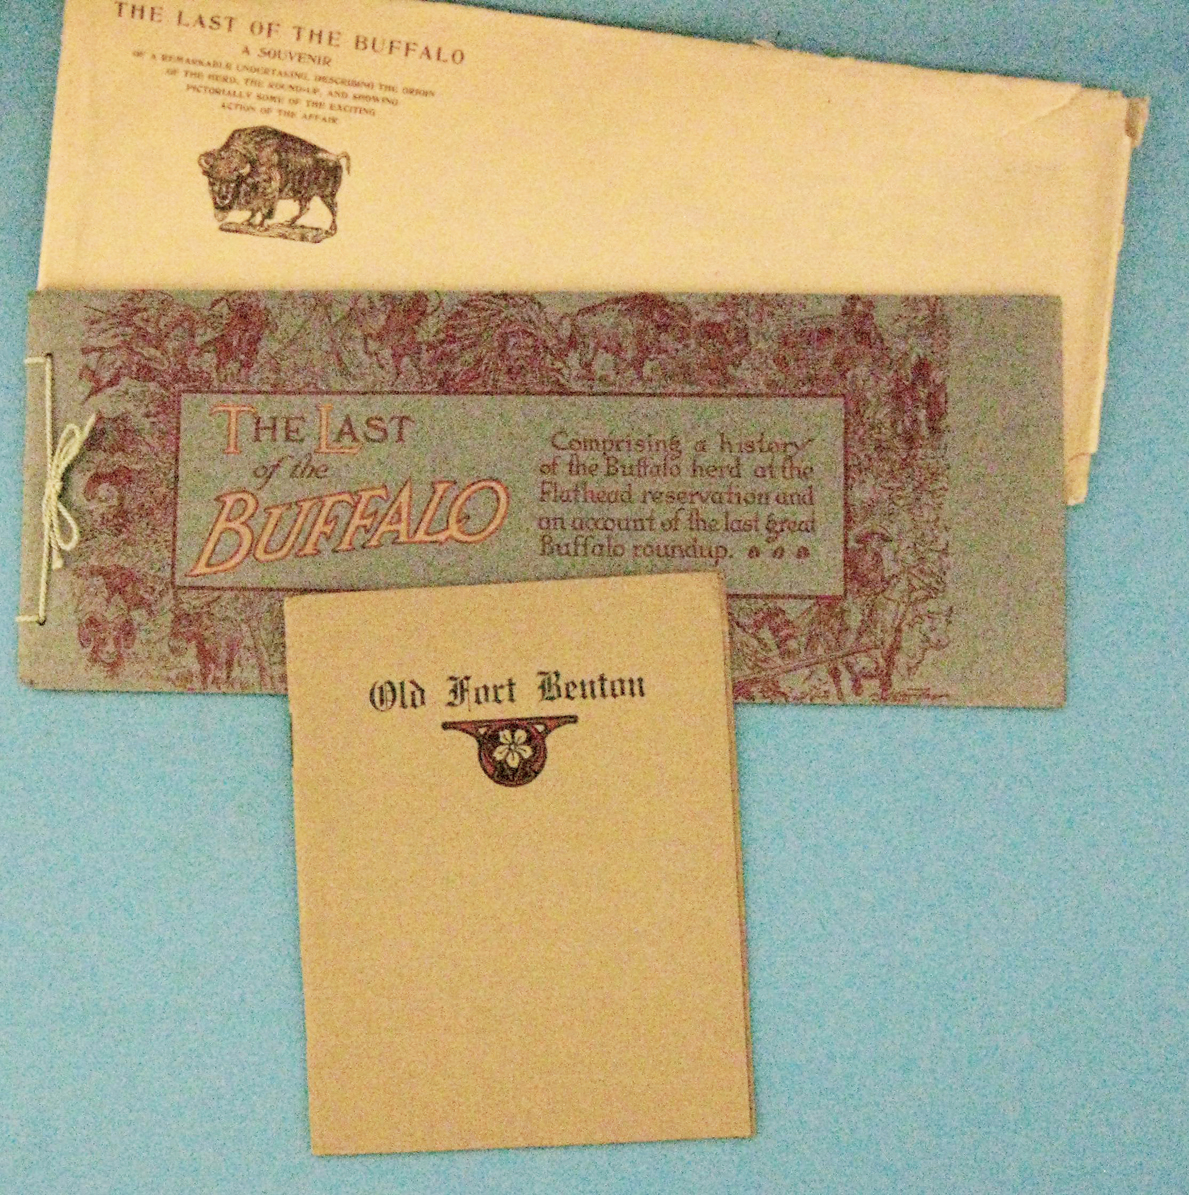 THE LAST OF THE BUFFALO
A SOUVENIR
OF A REMARKABLE UNDERTAKING, DESCRIBING THE ORIGIN
OF THE HERD, THE ROUND-UP, AND SHOWING
PICTORIALLY SOME OF THE EXCITING
ACTION OF THE AFFAIR
THE LAST
of the
BUFFALO
Comprising a history
of the Buffalo herd at the
Flathead reservation and
an account of the last great
Buffalo roundup.
Old Fort Benton